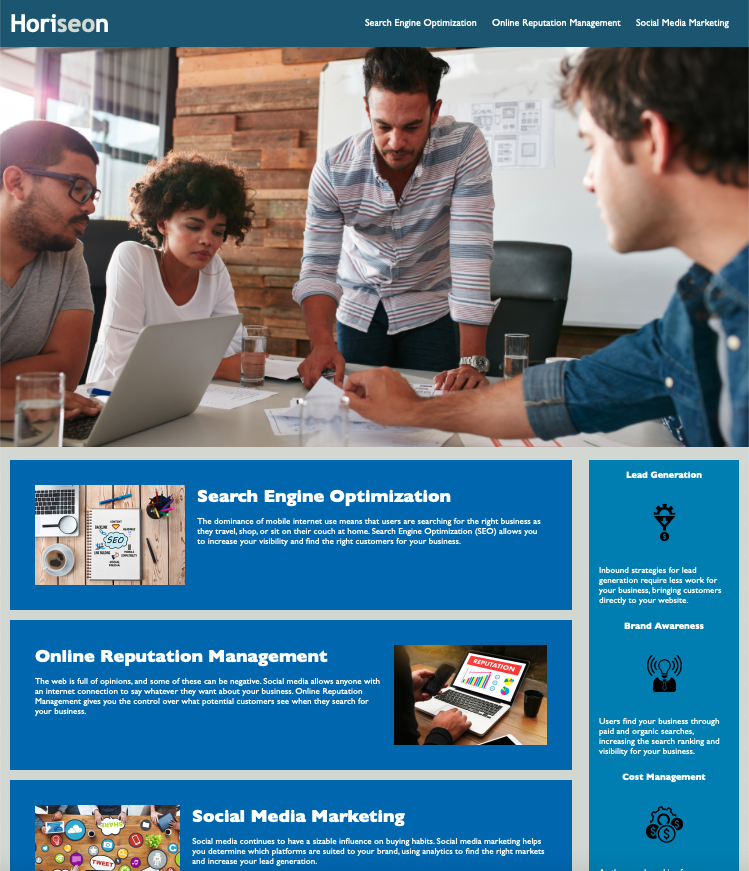 Horiseon
Search Engine Optimization
Online Reputation Management
Social Media Marketing
Search Engine Optimization
The dominance of mobile internet use means that users are searching for the right business as
they travel, shop, or sit on their couch at home. Search Engine Optimization (SEO) allows you
to increase your visibility and find the right customers for your business.
SEO
Online Reputation Management
The web is full of opinions, and some of these can be negative. Social media allows anyone with
an internet connection to say whatever they want about your business. Online Reputation
Management gives you the control over what potential customers see when they search for
your business.
REPUTATION
Social Media Marketing
Social media continues to have a sizable influence on buying habits. Social media marketing helps
you determine which platforms are suited to your brand, using analytics to find the right markets
and increase your lead generation.
SHARE
TWEET
Lead Generation
Inbound strategies for lead
generation require less work for
your business, bringing customers
directly to your website.
Brand Awareness
Users find your business through
paid and organic searches,
increasing the search ranking and
visibility for your business.
Cost Management